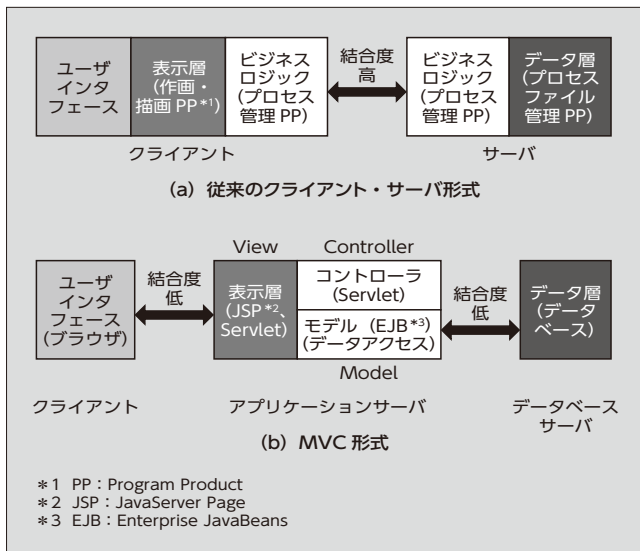 ユーザ
インタ
フェース
表示層
(作画・
描画 PP*1)
ビジネス
ロジック
(プロセス
管理 PP)
結合度
高
ビジネス
ロジック
(プロセス
管理 PP)
データ層
(プロセス
ファイル
管理 PP)
クライアント
サーバ
(a) 従来のクライアント・サーバ形式
View
Controller
ユーザ
インタ
フェース
(ブラウザ)
結合度
低
表示層
(JSP*2、
Servlet)
コントローラ
(Servlet)
モデル (EJB*3)
(データアクセス)
Model
結合度
低
データ層
(データ
ベース)
クライアント
アプリケーションサーバ
データベース
サーバ
(b) MVC 形式
*1 PP:Program Product
*2 JSP:JavaServer Page
*3 EJB:Enterprise JavaBeans